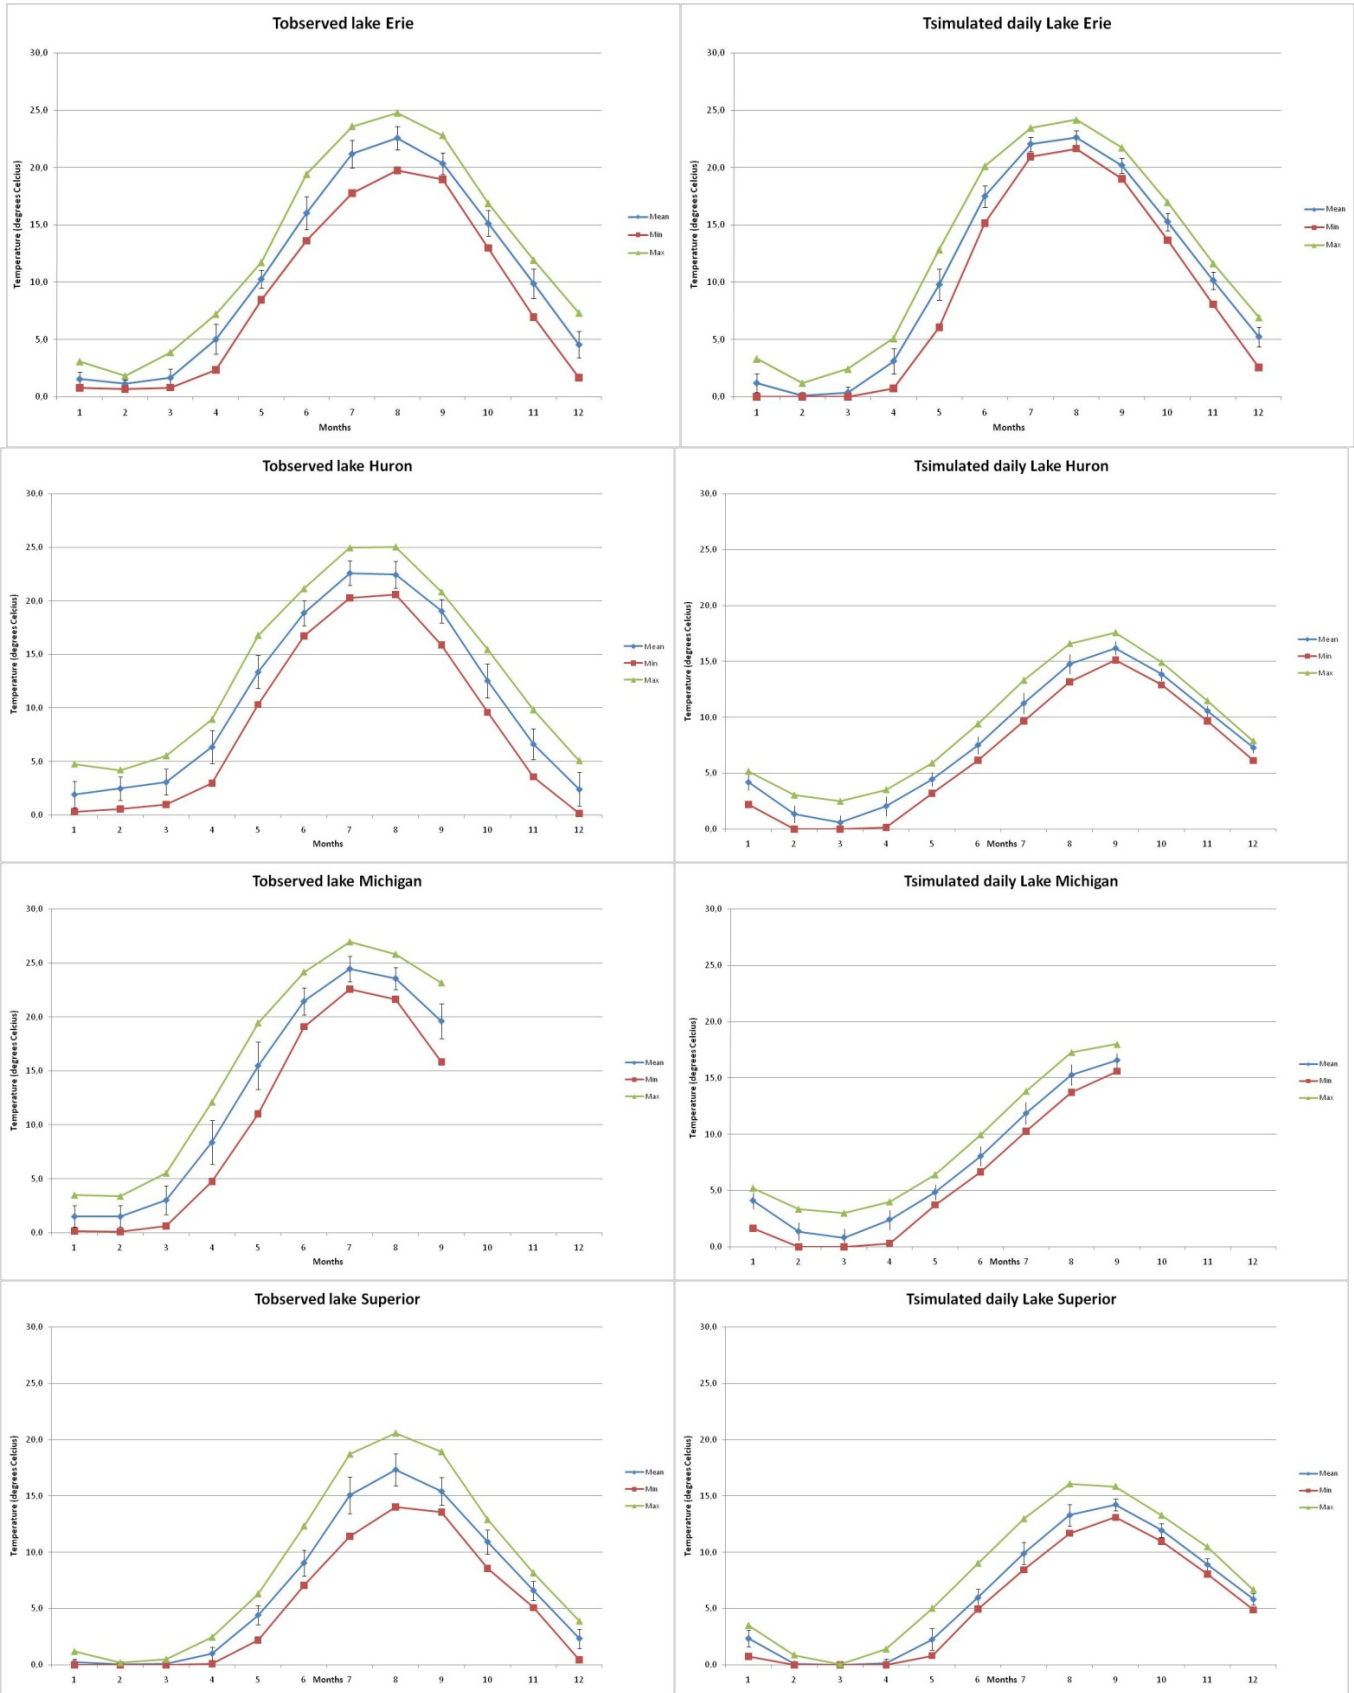 Tobserved lake Erie
Temperature (degrees Celcius)
30,0
25,0
20,0
15,0
10,0
5,0
0,0
1 2 3 4 5 6 7 8 9 10 11 12
Months
Mean
Min
Max
Tsimulated daily Lake Erie
Temperature (degrees Celcius)
30,0
25,0
20,0
15,0
10,0
5,0
0,0
1 2 3 4 5 6 7 8 9 10 11 12
Months
Mean
Min
Max
Tobserved lake Huron
Temperature (degrees Celcius)
30,0
25,0
20,0
15,0
10,0
5,0
0,0
1 2 3 4 5 6 7 8 9 10 11 12
Months
Mean
Min
Max
Tsimulated daily Lake Huron
Temperature (degrees Celcius)
30,0
25,0
20,0
15,0
10,0
5,0
0,0
1 2 3 4 5 6 Months 7 8 9 10 11 12
Mean
Min
Max
Tobserved lake Michigan
Temperature (degrees Celcius)
30,0
25,0
20,0
15,0
10,0
5,0
0,0
1 2 3 4 5 6 7 8 9 10 11 12
Months
Mean
Min
Max
Tsimulated daily Lake Michigan
Temperature (degrees Celcius)
30,0
25,0
20,0
15,0
10,0
5,0
0,0
1 2 3 4 5 6 Months 7 8 9 10 11 12
Mean
Min
Max
Tobserved lake Superior
Temperature (degrees Celcius)
30,0
25,0
20,0
15,0
10,0
5,0
0,0
1 2 3 4 5 6 Months 7 8 9 10 11 12
Mean
Min
Max
Tsimulated daily Lake Superior
Temperature (degrees Celcius)
30,0
25,0
20,0
15,0
10,0
5,0
0,0
1 2 3 4 5 6 Months 7 8 9 10 11 12
Mean
Min
Max